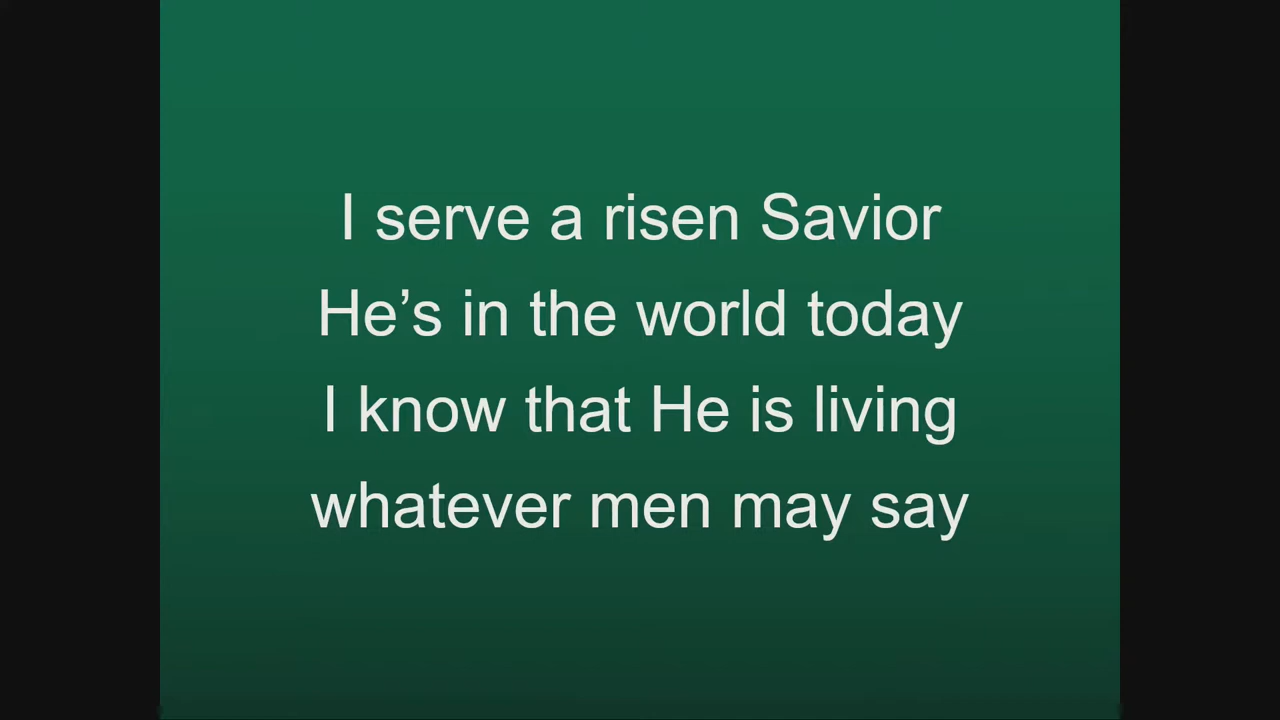 I serve a risen Savior
He’s in the world today
I know that He is living
whatever men may say